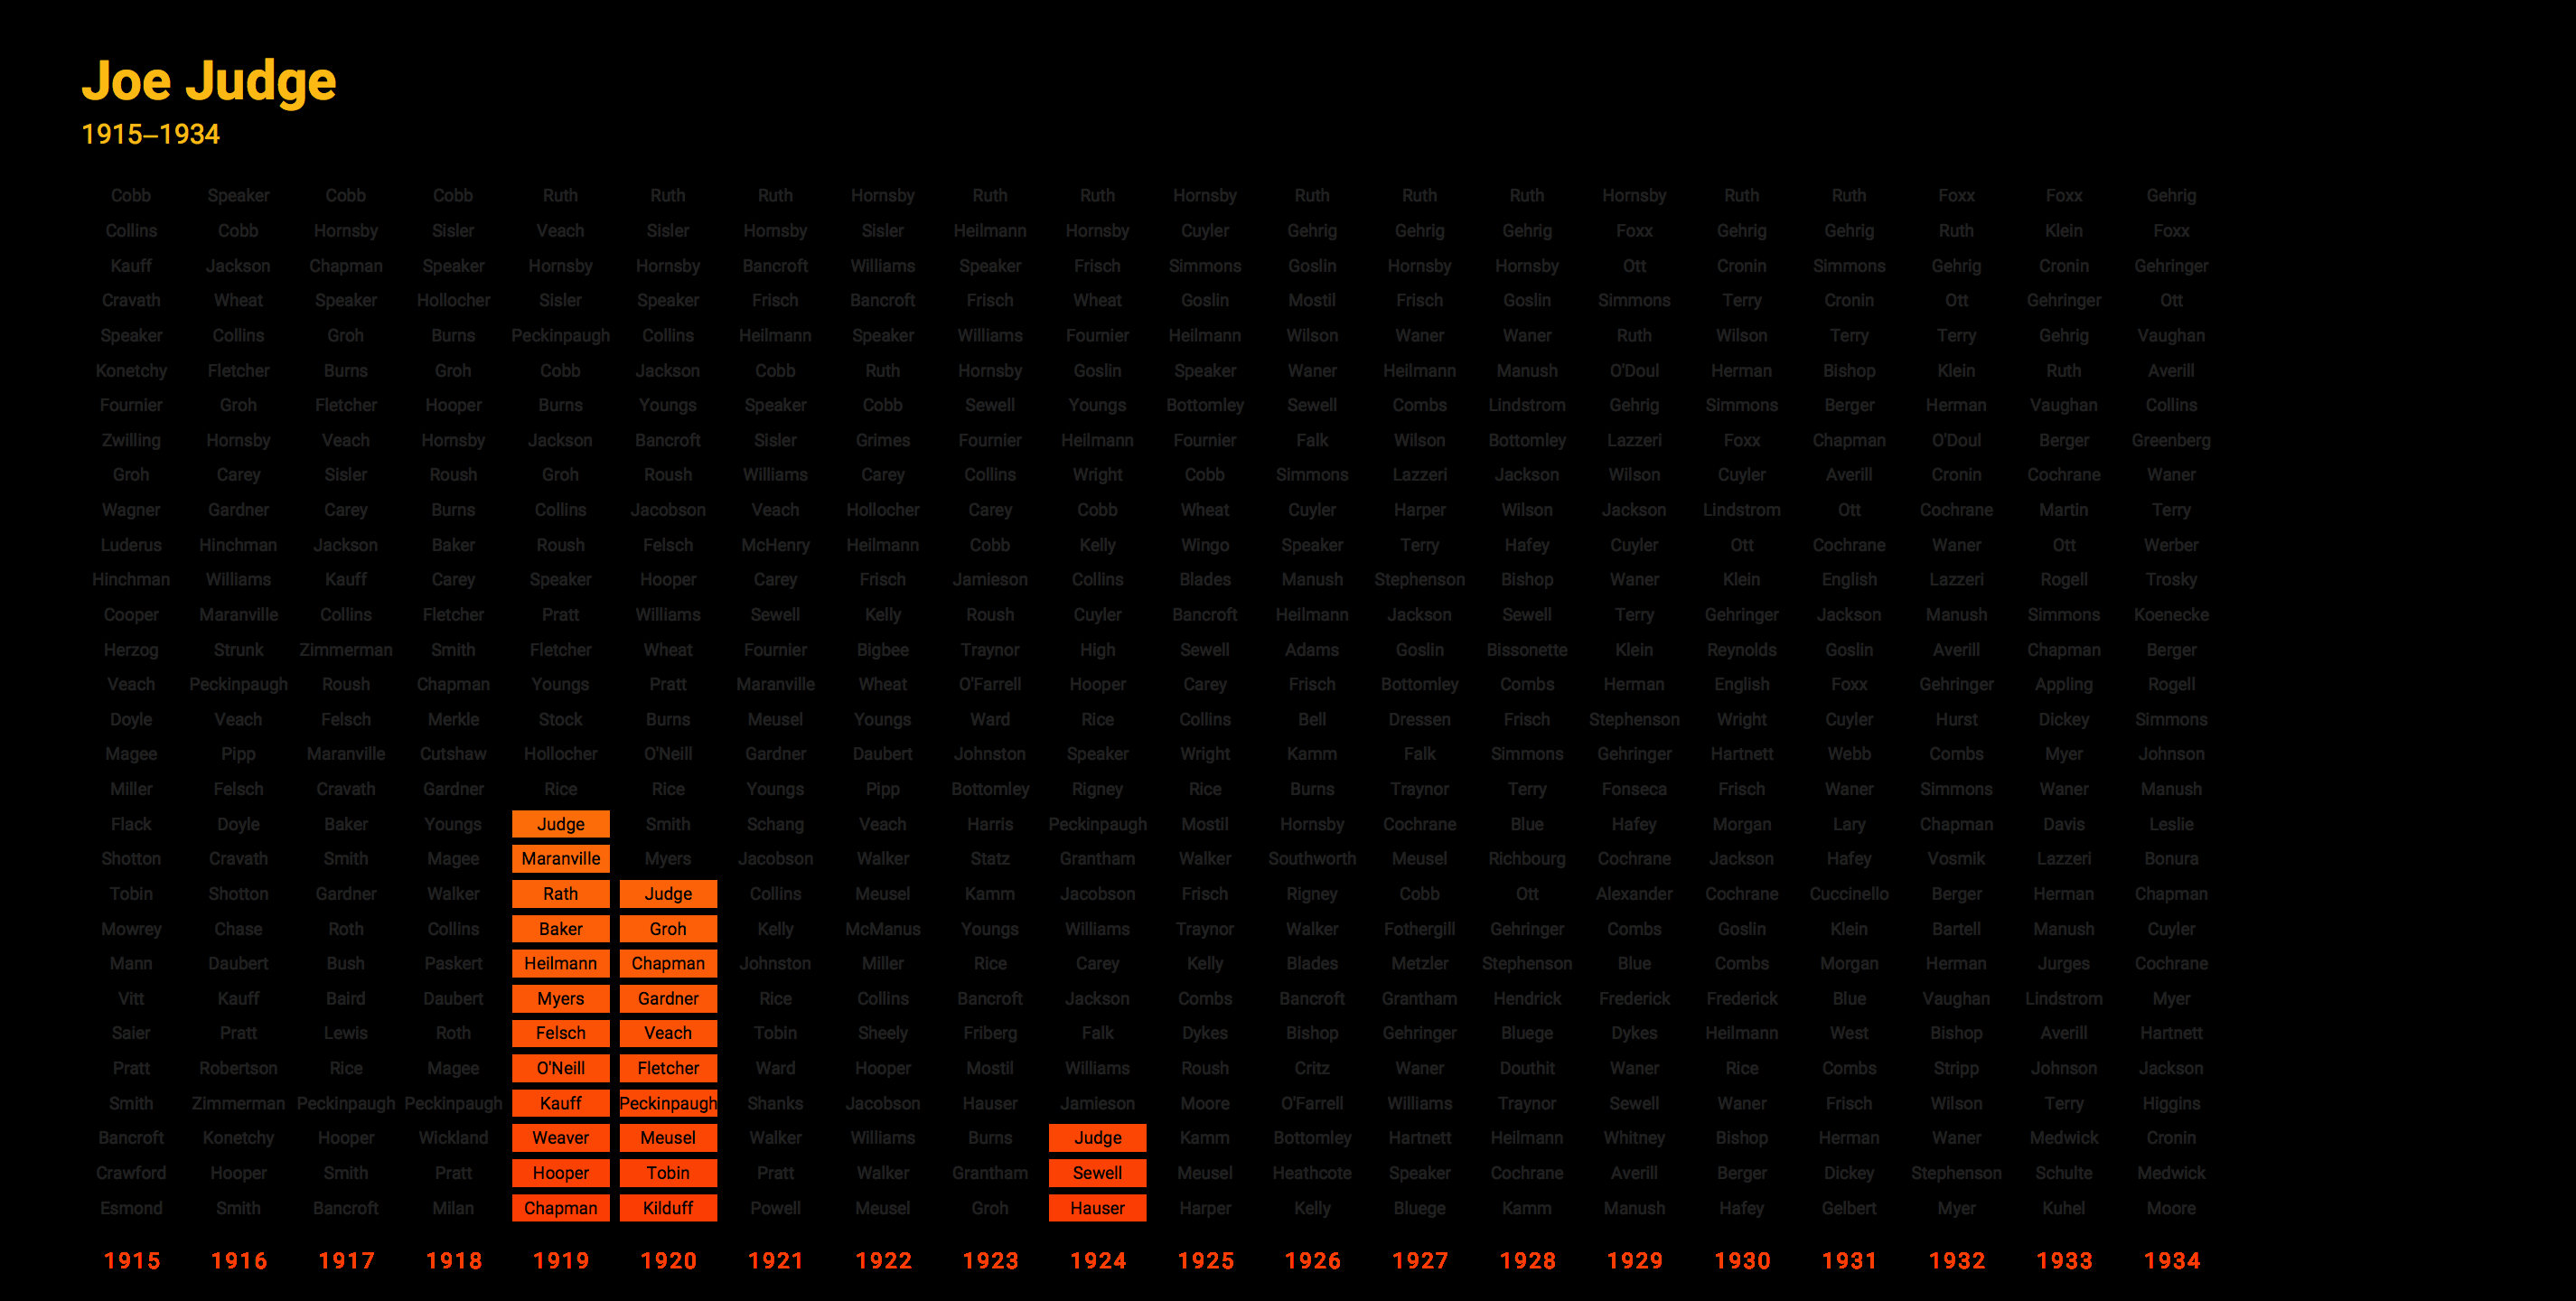 Joe Judge
1915–1934
Cobb Speaker Cobb Cobb Ruth Ruth Ruth Hornsby Ruth Ruth Hornsby Ruth Ruth Ruth Hornsby Ruth Ruth Foxx Foxx Gehrig
Collins Cobb Hornsby Sisler Veach Sisler Hornsby Sisler Heilmann Hornsby Cuyler Gehrig Gehrig Gehrig Foxx Gehrig Gehrig Ruth Klein Foxx
Kauff Jackson Chapman Speaker Hornsby Hornsby Bancroft Williams Speaker Frisch Simmons Goslin Hornsby Hornsby Ott Cronin Simmons Gehrig Cronin Gehringer
Cravath Wheat Speaker Hollocher Sisler Speaker Frisch Bancroft Frisch Wheat Goslin Mostil Frisch Goslin Simmons Terry Cronin Ott Gehringer Ott
Speaker Collins Groh Burns Peckinpaugh Collins Heilmann Speaker Williams Fournier Heilmann Wilson Waner Waner Ruth Wilson Terry Terry Gehrig Vaughan
Konetchy Fletcher Burns Groh Cobb Jackson Cobb Ruth Hornsby Goslin Speaker Waner Heilmann Manush O'Doul Herman Bishop Klein Ruth Averill
Fournier Groh Fletcher Hooper Burns Youngs Speaker Cobb Sewell Youngs Bottomley Sewell Combs Lindstrom Gehrig Simmons Berger Herman Vaughan Collins
Zwilling Hornsby Veach Hornsby Jackson Bancroft Sisler Grimes Fournier Heilmann Fournier Falk Wilson Bottomley Lazzeri Foxx Chapman O'Doul Berger Greenberg
Groh Carey Sisler Roush Groh Roush Williams Carey Collins Wright Cobb Simmons Lazzeri Jackson Wilson Cuyler Averill Cronin Cochrane Waner
Wagner Gardner Carey Burns Collins Jacobson Veach Hollocher Carey Cobb Wheat Cuyler Harper Wilson Jackson Lindstrom Ott Cochrane Martin Terry
Luderus Hinchman Jackson Baker Roush Felsch McHenry Heilmann Cobb Kelly Wingo Speaker Terry Hafey Cuyler Ott Cochrane Waner Ott Werber
Hinchman Williams Kauff Carey Speaker Hooper Carey Frisch Jamieson Collins Blades Manush Stephenson Bishop Waner Klein English Lazzeri Rogell Trosky
Cooper Maranville Collins Fletcher Pratt Williams Sewell Kelly Roush Cuyler Bancroft Heilmann Jackson Sewell Terry Gehringer Jackson Manush Simmons Koenecke
Herzog Strunk Zimmerman Smith Fletcher Wheat Fournier Bigbee Traynor High Sewell Adams Goslin Bissonette Klein Reynolds Goslin Averill Chapman Berger
Veach Peckinpaugh Roush Chapman Youngs Pratt Maranville Wheat O'Farrell Hooper Carey Frisch Bottomley Combs Herman English Foxx Gehringer Appling Rogell
Doyle Veach Felsch Merkle Stock Burns Meusel Youngs Ward Rice Collins Bell Dressen Frisch Stephenson Wright Cuyler Hurst Dickey Simmons
Magee Pipp Maranville Cutshaw Hollocher O'Neill Gardner Daubert Johnston Speaker Wright Kamm Falk Simmons Gehringer Hartnett Webb Combs Myer Johnson
Miller Felsch Cravath Gardner Rice Rice Youngs Pipp Bottomley Rigney Rice Burns Traynor Terry Fonseca Frisch Waner Simmons Waner Manush
Flack Doyle Baker Youngs Judge Smith Schang Veach Harris Peckinpaugh Mostil Hornsby Cochrane Blue Hafey Morgan Lary Chapman Davis Leslie
Shotton Cravath Smith Magee Maranville Myers Jacobson Walker Statz Grantham Walker Southworth Meusel Richbourg Cochrane Jackson Hafey Vosmik Lazzeri Bonura
Tobin Shotton Gardner Walker Rath Judge Collins Meusel Kamm Jacobson Frisch Rigney Cobb Ott Alexander Cochrane Cuccinello Berger Herman Chapman
Mowrey Chase Roth Collins Baker Groh Kelly McManus Youngs Williams Traynor Walker Fothergill Gehringer Combs Goslin Klein Bartell Manush Cuyler
Mann Daubert Bush Paskert Heilmann Chapman Johnston Miller Rice Carey Kelly Blades Metzler Stephenson Blue Combs Morgan Herman Jurges Cochrane
Vitt Kauff Baird Daubert Myers Gardner Rice Collins Bancroft Jackson Combs Bancroft Grantham Hendrick Frederick Frederick Blue Vaughan Lindstrom Myer
Saier Pratt Lewis Roth Felsch Veach Tobin Sheely Friberg Falk Dykes Bishop Gehringer Bluege Dykes Heilmann West Bishop Averill Hartnett
Pratt Robertson Rice Magee O'Neill Fletcher Ward Hooper Mostil Williams Roush Critz Waner Douthit Waner Rice Combs Stripp Johnson Jackson
Smith Zimmerman Peckinpaugh Peckinpaugh Kauff Peckinpaugh Shanks Jacobson Hauser Jamieson Moore O'Farrell Williams Traynor Sewell Waner Frisch Wilson Terry Higgins
Bancroft Konetchy Hooper Wickland Weaver Meusel Walker Williams Burns Judge Kamm Bottomley Hartnett Heilmann Whitney Bishop Herman Waner Medwick Cronin
Crawford Hooper Smith Pratt Hooper Tobin Pratt Walker Grantham Sewell Meusel Heathcote Speaker Cochrane Averill Berger Dickey Stephenson Schulte Medwick
Esmond Smith Bancroft Milan Chapman Kilduff Powell Meusel Groh Hauser Harper Kelly Bluege Kamm Manush Hafey Gelbert Myer Kuhel Moore
1915 1916 1917 1918 1919 1920 1921 1922 1923 1924 1925 1926 1927 1928 1929 1930 1931 1932 1933 1934